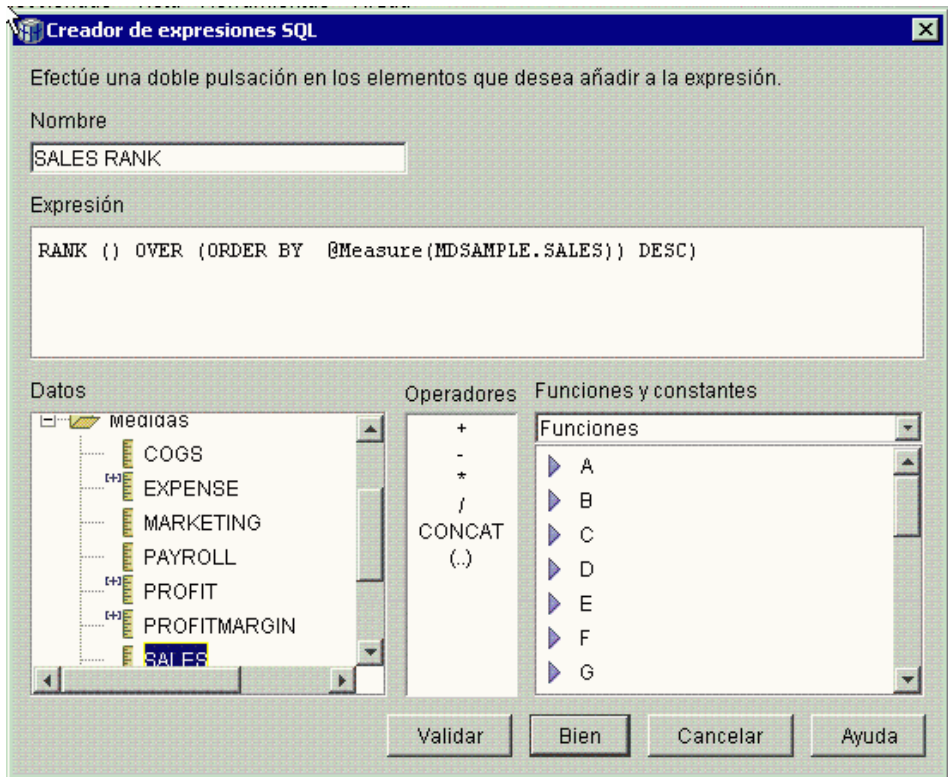 Creador de expresiones SQL
Efectúe una doble pulsación en los elementos que desea añadir a la expresión.
Nombre
SALES RANK
Expresión
RANK () OVER (ORDER BY @Measure(MDSAMPLE.SALES)) DESC)
Datos
Medidas
COGS
EXPENSE
MARKETING
PAYROLL
PROFIT
PROFITMARGIN
SALES
Operadores
+
-
*
/
CONCAT
(..)
Funciones y constantes
Funciones
A
B
C
D
E
F
G
Validar
Bien
Cancelar
Ayuda